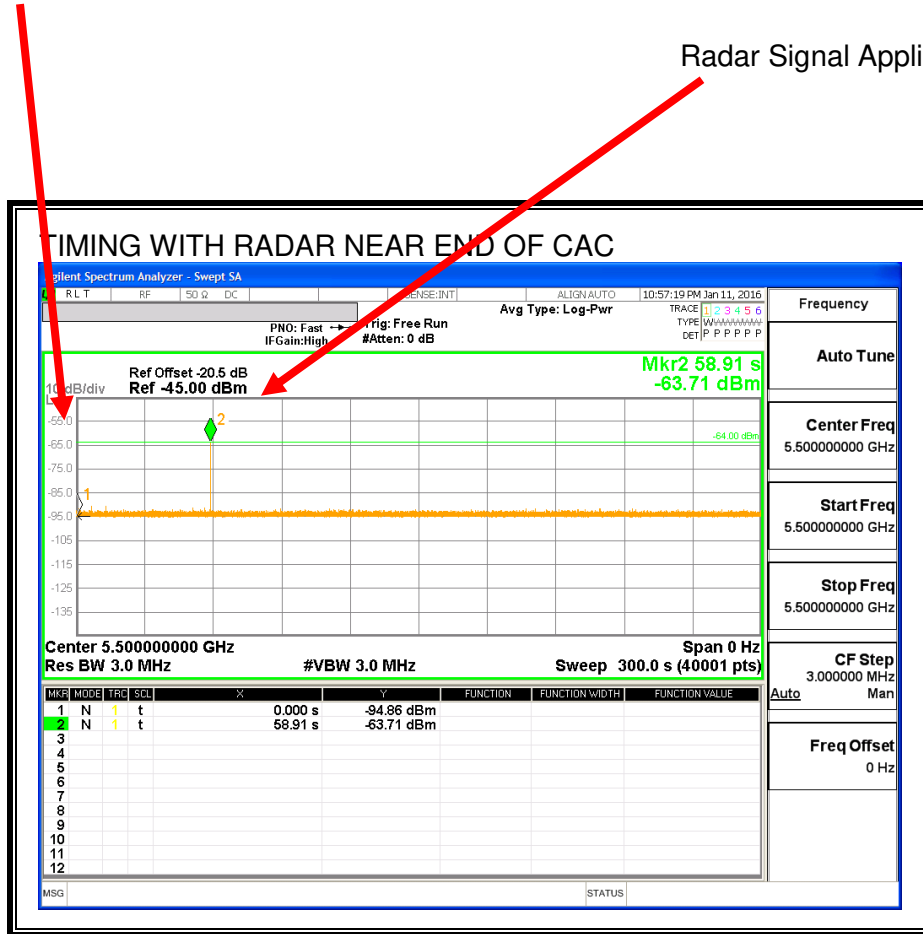 Radar Signal Appli
TIMING WITH RADAR NEAR END OF CAC
Agilent Spectrum Analyzer - Swept SA
RLT RF 50 Ω DC SENSE:INT ALIGN AUTO 10:57:19 PM Jan 11, 2016
PNO: Fast Trig: Free Run Avg Type: Log-Pwr TRACE 1 2 3 4 5 6
IFGain:High #Atten: 0 dB TYPE WWWWWW
DET P P P P P P
Ref Offset -20.5 dB Mkr2 58.91 s
10 dB/div Ref -45.00 dBm -63.71 dBm
-55.0
2
-64.00 dBm
-65.0
-75.0
-85.0
1
-95.0
-105
-115
-125
-135
Center 5.500000000 GHz Span 0 Hz
Res BW 3.0 MHz #VBW 3.0 MHz Sweep 300.0 s (40001 pts)
MKR MODE TRC SCL X Y FUNCTION FUNCTION WIDTH FUNCTION VALUE
1 N 1 t 0.000 s -94.86 dBm
2 N 1 t 58.91 s -63.71 dBm
3
4
5
6
7
8
9
10
11
12
MSG STATUS
Frequency
Auto Tune
Center Freq
5.500000000 GHz
Start Freq
5.500000000 GHz
Stop Freq
5.500000000 GHz
CF Step
3.000000 MHz
Auto Man
Freq Offset
0 Hz